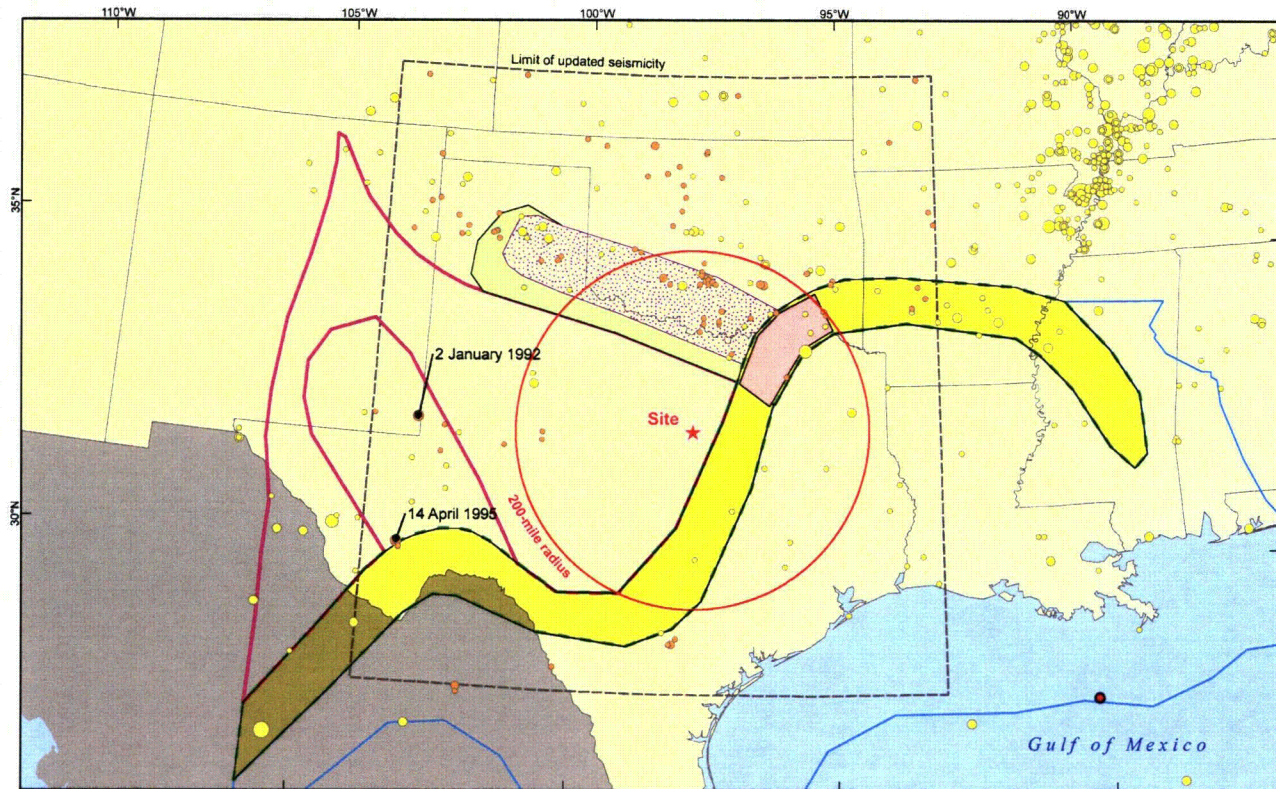 110°W
105°W
100°W
95°W
90°W
Limit of updated seismicity
35°N
2 January 1992
Site
30°N
14 April 1995
200-mile radius
Gulf of Mexico